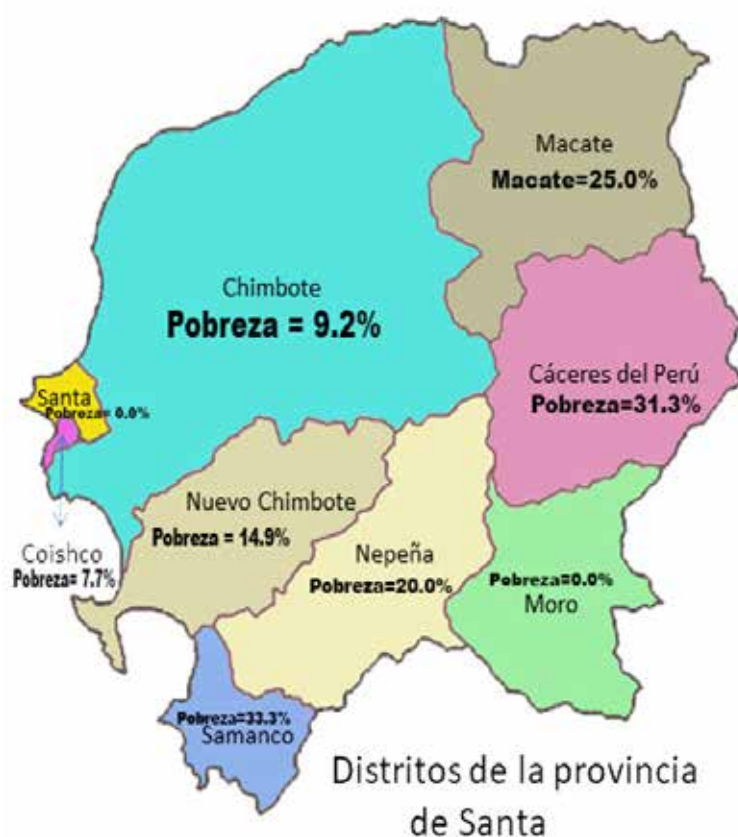 Macate
Macate=25.0%
Chimbote
Pobreza = 9.2%
Cáceres del Perú
Pobreza=31.3%
Santa
Pobreza= 0.0%
Nuevo Chimbote
Pobreza = 14.9%
Coishco
Pobreza= 7.7%
Nepeña
Pobreza=20.0%
Pobreza=0.0%
Moro
Pobreza=33.3%
Samanco
Distritos de la provincia
de Santa